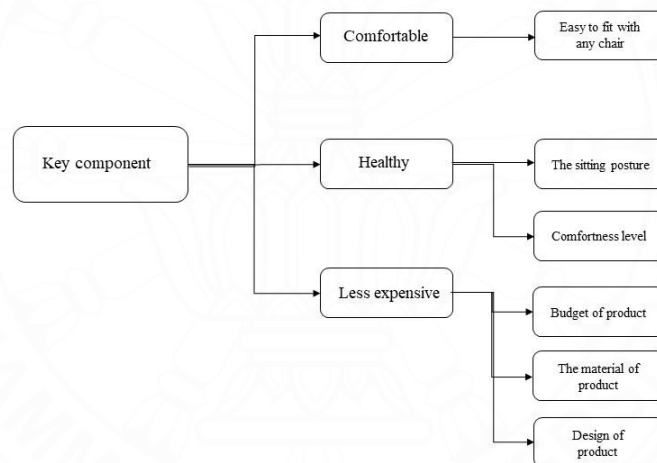 Comfortable
Easy to fit with
any chair
Key component
Healthy
The sitting posture
Comfortness level
Less expensive
Budget of product
The material of
product
Design of
product